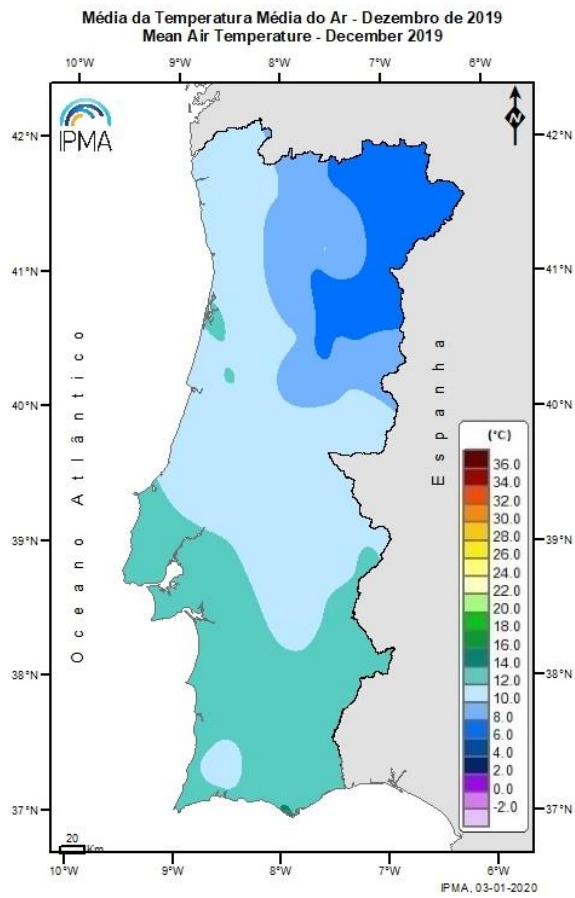 Média da Temperatura Média do Ar - Dezembro de 2019
Mean Air Temperature - December 2019
10°W 9°W 8°W 7°W 6°W
IPMA
N
42°N 42°N
41°N 41°N
40°N 40°N
39°N 39°N
38°N 38°N
37°N 37°N
Oceano Atlântico
Espanha
(°C)
36.0
34.0
32.0
30.0
28.0
26.0
24.0
22.0
20.0
18.0
16.0
14.0
12.0
10.0
8.0
6.0
4.0
2.0
0.0
-2.0
20
Km
10°W 9°W 8°W 7°W 6°W
IPMA, 03-01-2020